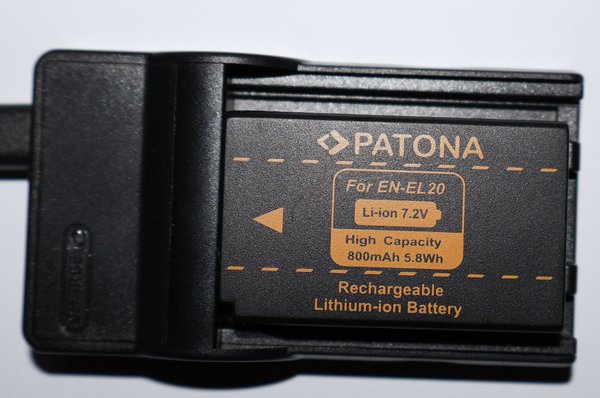 PATONA
For EN-EL20
Li-ion 7.2V
High Capacity
800mAh 5.8Wh
Rechargeable
Lithium-ion Battery